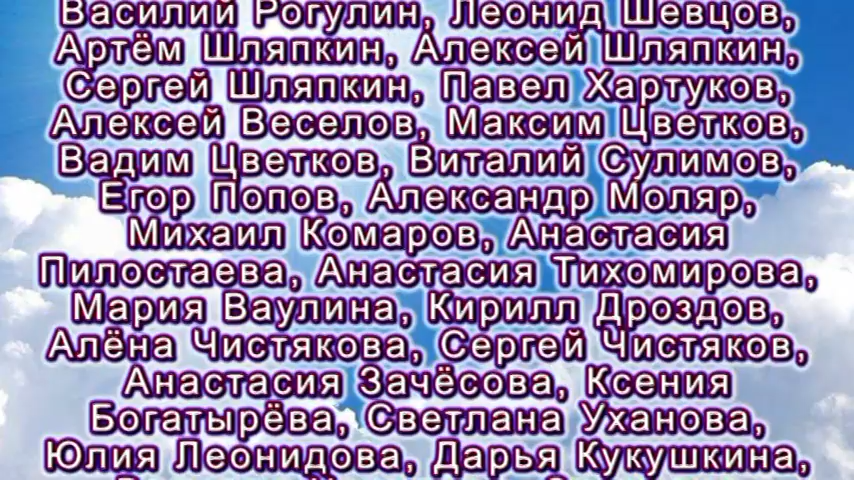 Василий Рогулин, Леонид Шевцов,
Артём Шляпкин, Алексей Шляпкин,
Сергей Шляпкин, Павел Хартуков,
Алексей Веселов, Максим Цветков,
Вадим Цветков, Виталий Сулимов,
Егор Попов, Александр Моляр,
Михаил Комаров, Анастасия
Пилостаева, Анастасия Тихомирова,
Мария Ваулина, Кирилл Дроздов,
Алёна Чистякова, Сергей Чистяков,
Анастасия Зачёсова, Ксения
Богатырёва, Светлана Уханова,
Юлия Леонидова, Дарья Кукушкина,